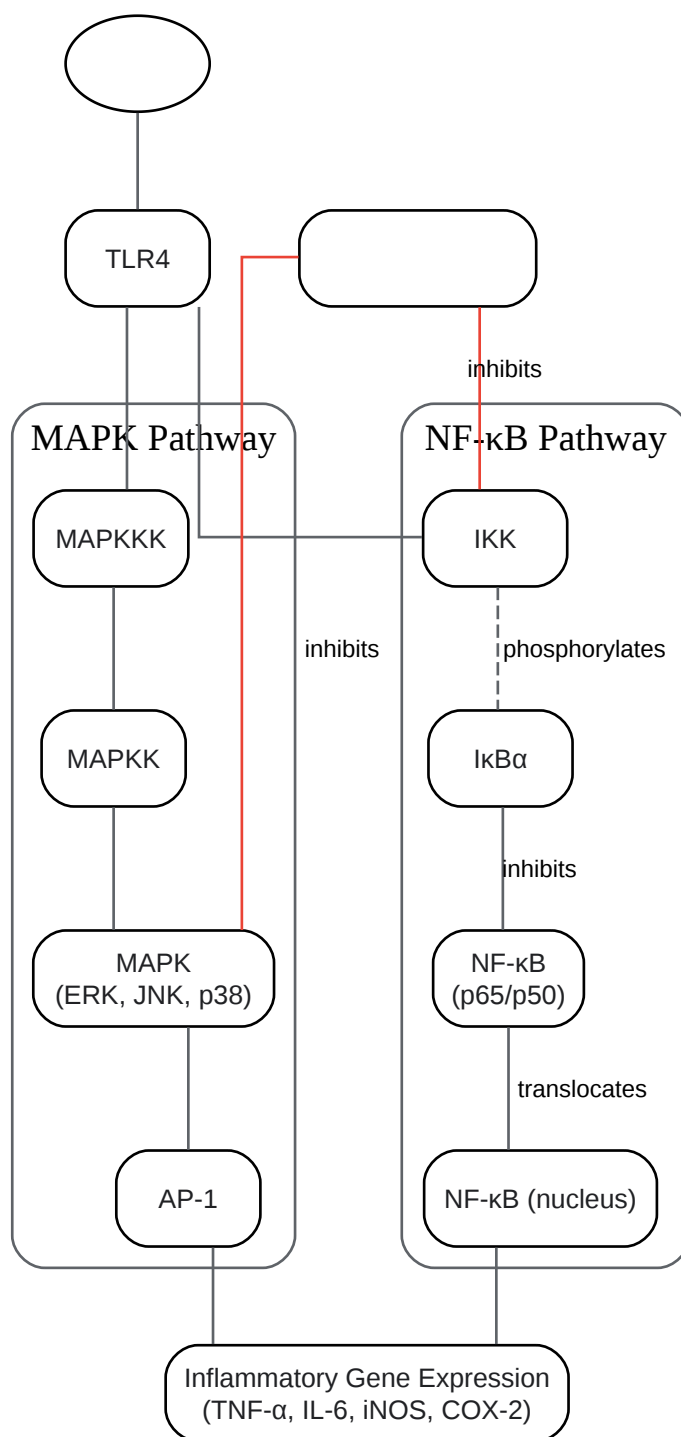 TLR4
inhibits
MAPK Pathway
NF-κB Pathway
MAPKKK
IKK
inhibits
phosphorylates
MAPKK
IκBα
inhibits
MAPK
(ERK, JNK, p38)
NF-κB
(p65/p50)
translocates
AP-1
NF-κB (nucleus)
Inflammatory Gene Expression
(TNF-α, IL-6, iNOS, COX-2)